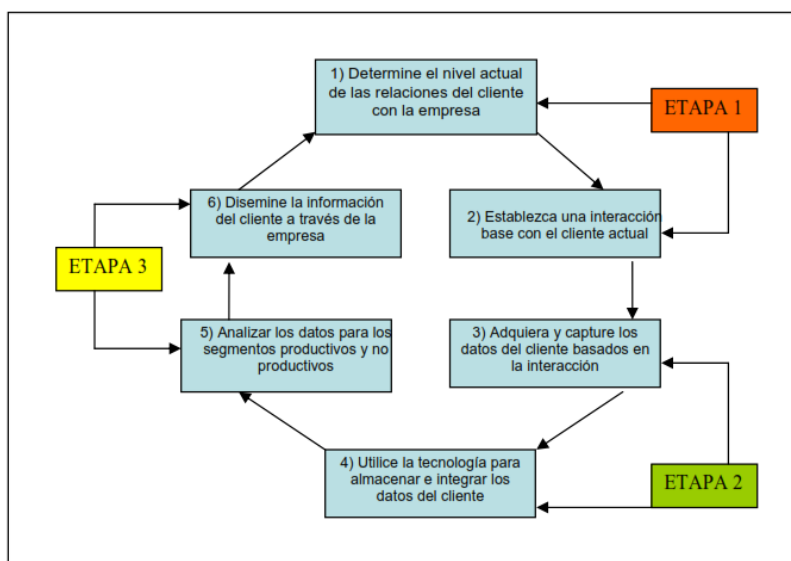 1) Determine el nivel actual
de las relaciones del cliente
con la empresa
ETAPA 1
6) Disemine la información
del cliente a través de la
empresa
2) Establezca una interacción
base con el cliente actual
ETAPA 3
5) Analizar los datos para los
segmentos productivos y no
productivos
3) Adquiera y capture los
datos del cliente basados en
la interacción
4) Utilice la tecnología para
almacenar e integrar los
datos del cliente
ETAPA 2